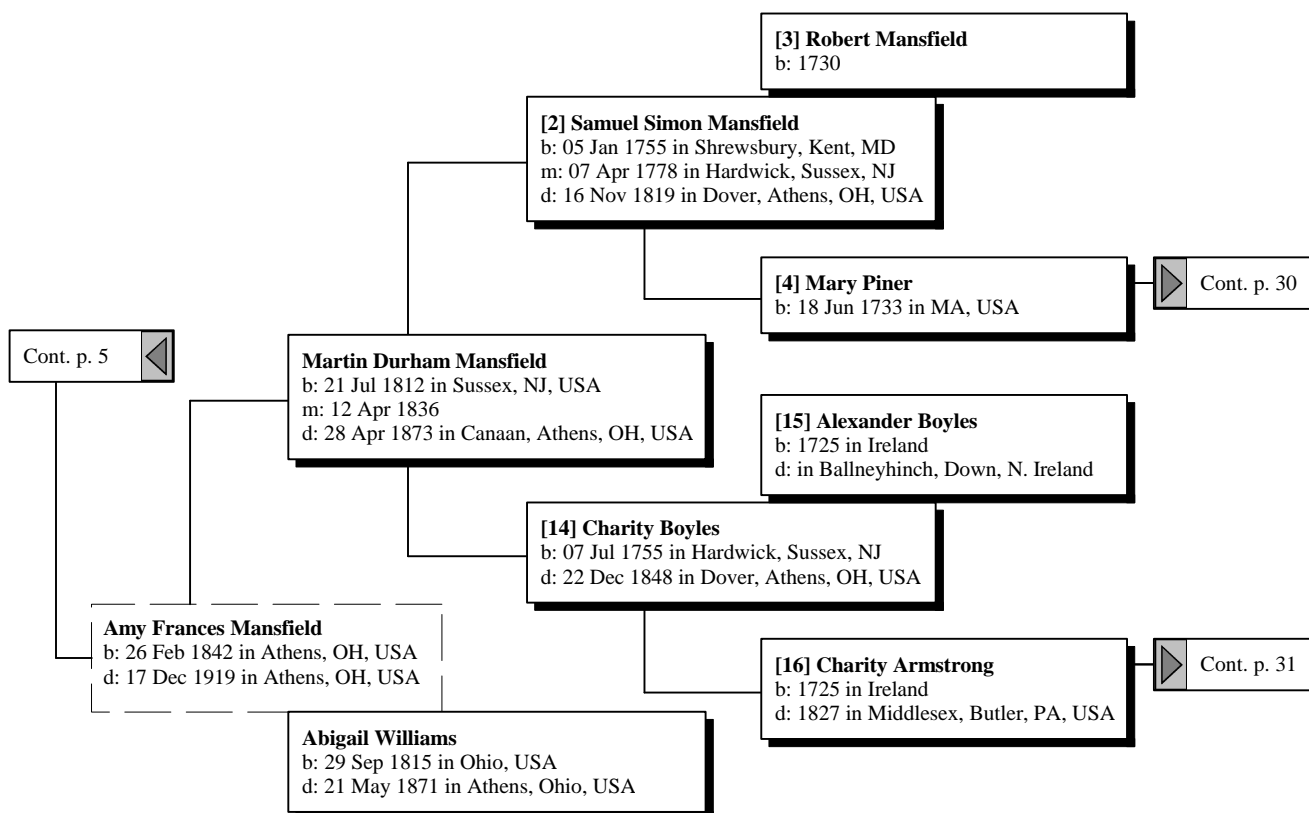 [3] Robert Mansfield
b: 1730
[2] Samuel Simon Mansfield
b: 05 Jan 1755 in Shrewsbury, Kent, MD
m: 07 Apr 1778 in Hardwick, Sussex, NJ
d: 16 Nov 1819 in Dover, Athens, OH, USA
[4] Mary Piner
b: 18 Jun 1733 in MA, USA
Cont. p. 30
Cont. p. 5
Martin Durham Mansfield
b: 21 Jul 1812 in Sussex, NJ, USA
m: 12 Apr 1836
d: 28 Apr 1873 in Canaan, Athens, OH, USA
[15] Alexander Boyles
b: 1725 in Ireland
d: in Ballneyhinch, Down, N. Ireland
[14] Charity Boyles
b: 07 Jul 1755 in Hardwick, Sussex, NJ
d: 22 Dec 1848 in Dover, Athens, OH, USA
Amy Frances Mansfield
b: 26 Feb 1842 in Athens, OH, USA
d: 17 Dec 1919 in Athens, OH, USA
[16] Charity Armstrong
b: 1725 in Ireland
d: 1827 in Middlesex, Butler, PA, USA
Cont. p. 31
Abigail Williams
b: 29 Sep 1815 in Ohio, USA
d: 21 May 1871 in Athens, Ohio, USA